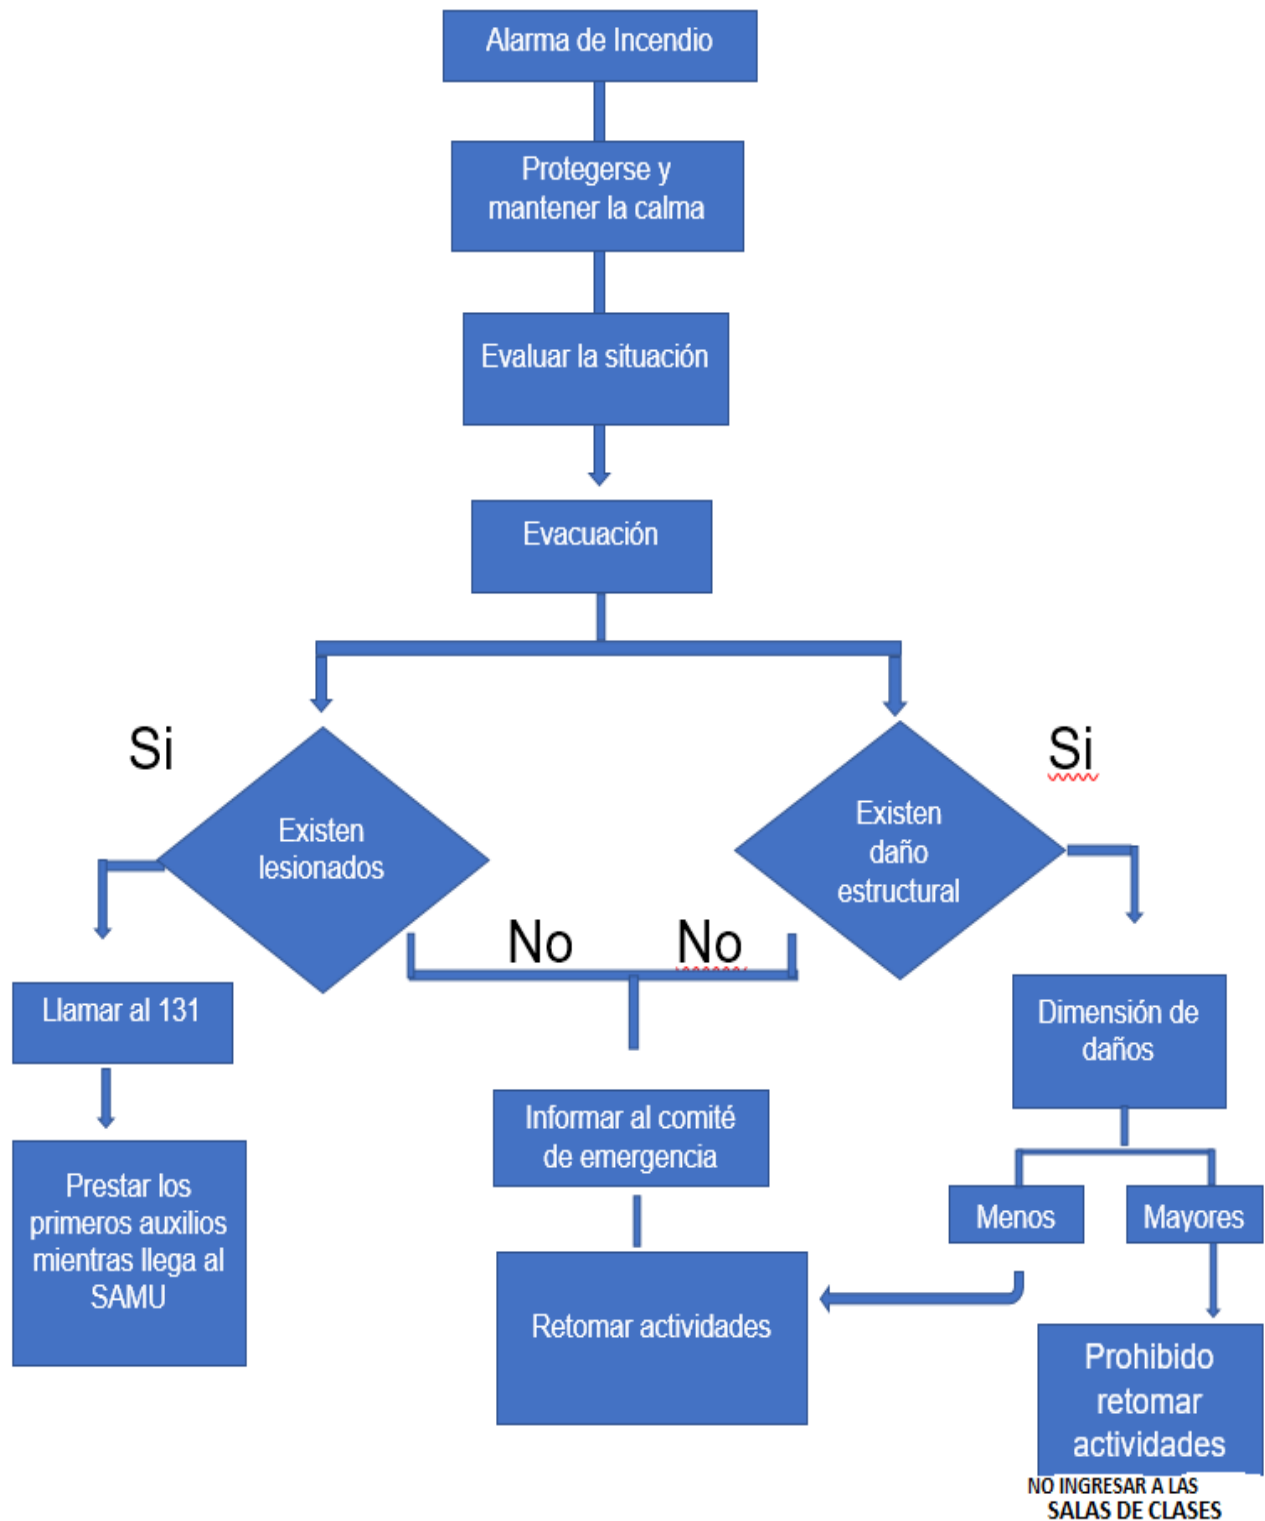 Alarma de Incendio
Protegerse y
mantener la calma
Evaluar la situación
Evacuación
Si
Si
Existen
lesionados
Existen
daño
estructural
No
No
Llamar al 131
Dimensión de
daños
Informar al comité
de emergencia
Prestar los
primeros auxilios
mientras llega al
SAMU
Menos
Mayores
Retomar actividades
Prohibido
retomar
actividades
NO INGRESAR A LAS
SALAS DE CLASES